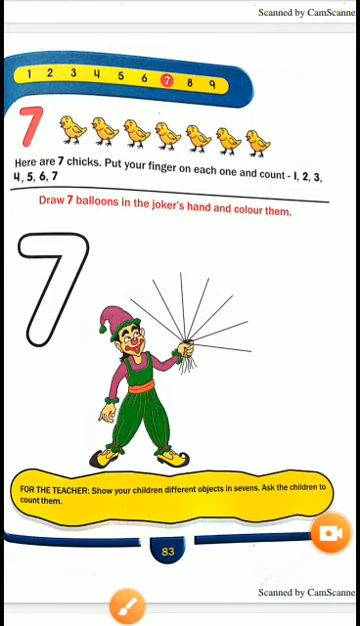 Scanned by CamScanne
1 2 3 4 5 6 7 8 9
7
Here are 7 chicks. Put your finger on each one and count - 1, 2, 3,
4, 5, 6, 7
Draw 7 balloons in the joker's hand and colour them.
7
FOR THE TEACHER: Show your children different objects in sevens. Ask the children to
count them.
83
Scanned by CamScanne